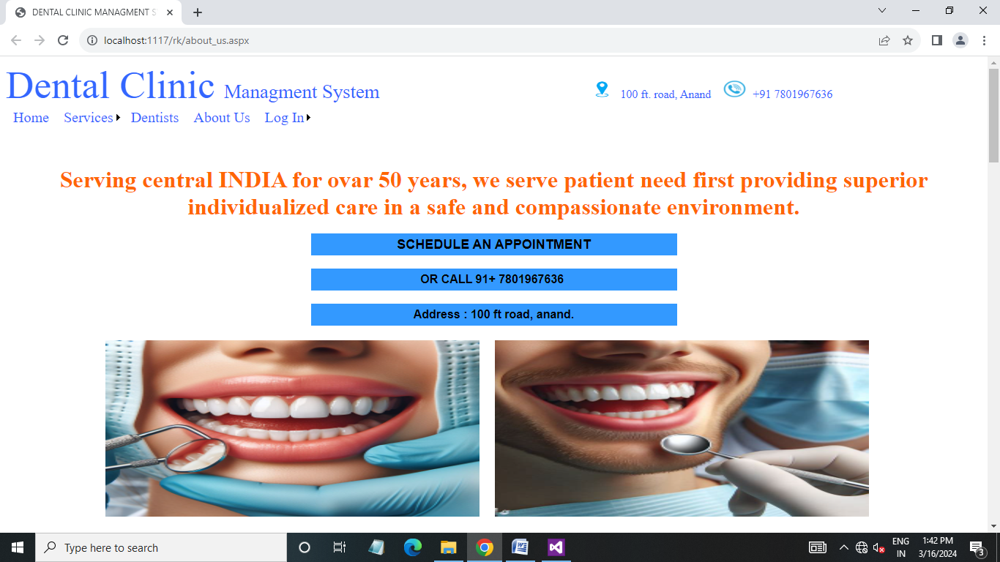 DENTAL CLINIC MANAGMENT S
localhost:1117/rk/about_us.aspx
Dental Clinic Managment System
100 ft. road, Anand
+91 7801967636
Home Services Dentists About Us Log In
Serving central INDIA for ovar 50 years, we serve patient need first providing superior
individualized care in a safe and compassionate environment.
SCHEDULE AN APPOINTMENT
OR CALL 91+ 7801967636
Address : 100 ft road, anand.
Type here to search
ENG
IN
1:42 PM
3/16/2024
3